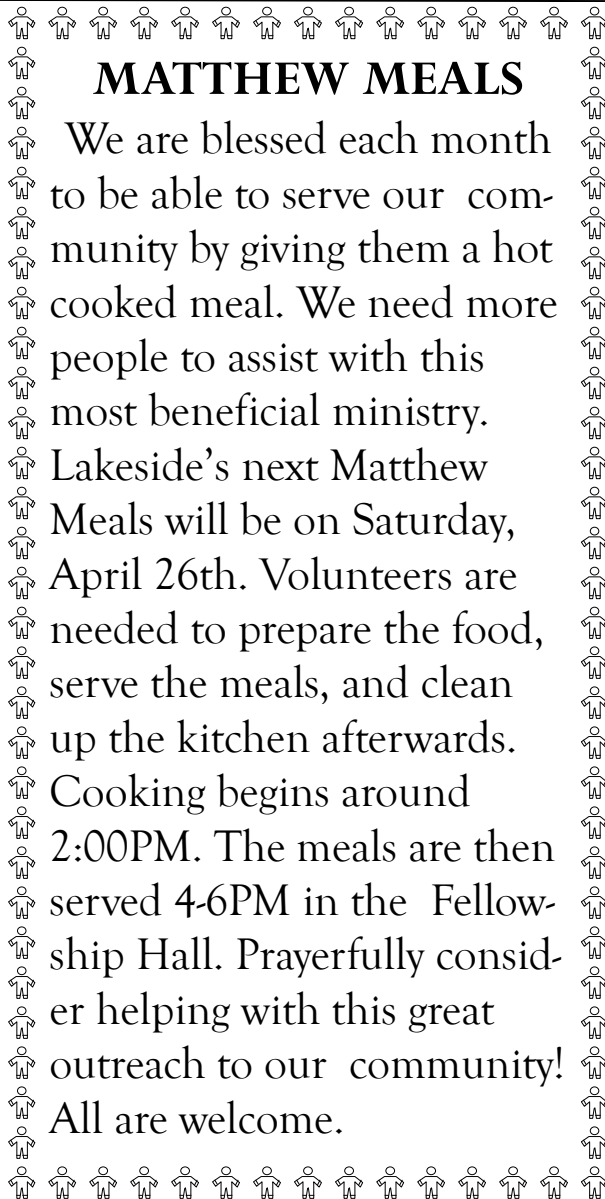 MATTHEW MEALS
We are blessed each month
to be able to serve our  com-
munity by giving them a hot
cooked meal. We need more
people to assist with this
most beneficial ministry.
Lakeside’s next Matthew
Meals will be on Saturday,
April 26th. Volunteers are
needed to prepare the food,
serve the meals, and clean
up the kitchen afterwards.
Cooking begins around
2:00PM. The meals are then
served 4-6PM in the  Fellow-
ship Hall. Prayerfully consid-
er helping with this great
outreach to our  community!
All are welcome.